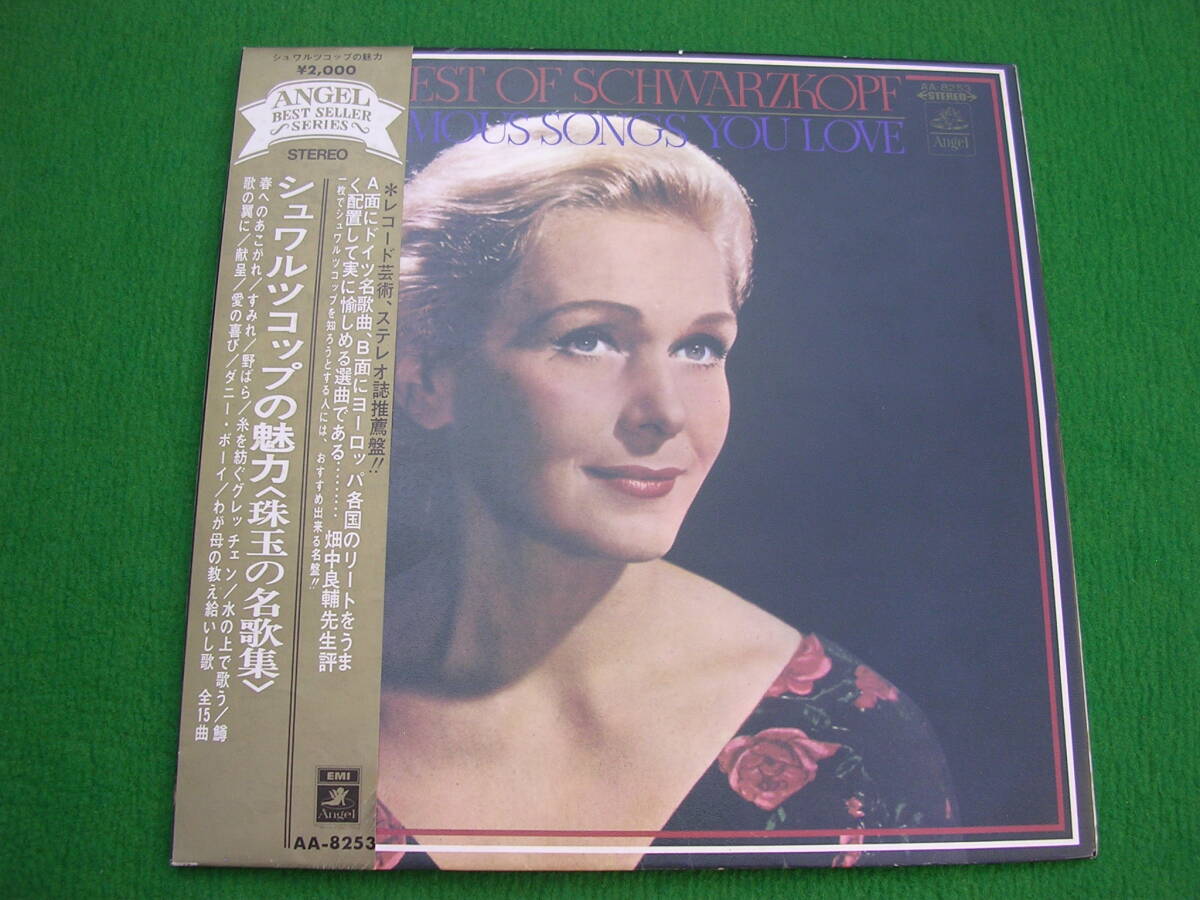 シュワルツコップの魅力
¥2,000
ANGEL
BEST SELLER
SERIES
STEREO
＊レコード芸術、ステレオ誌推薦盤!!
A面にドイツ名歌曲、B面にヨーロッパ各国のリートをうま
く配置して実に愉しめる選曲である……… 畑中良輔先生評
一枚でシュワルツコップを知ろうとする人には、おすすめ出来る名盤!!
シュワルツコップの魅力〈珠玉の名歌集〉
春へのあこがれ/すみれ/野ばら/糸を紡ぐグレッチェン/水の上で歌う/鱒
歌の翼に/献呈/愛の喜び/ダニー・ボーイ/わが母の教え給いし歌 全15曲
EMI
Angel
AA-8253
EST OF SCHWARZKOPF
MOUS SONGS YOU LOVE
AA-8253
STEREO
Angel